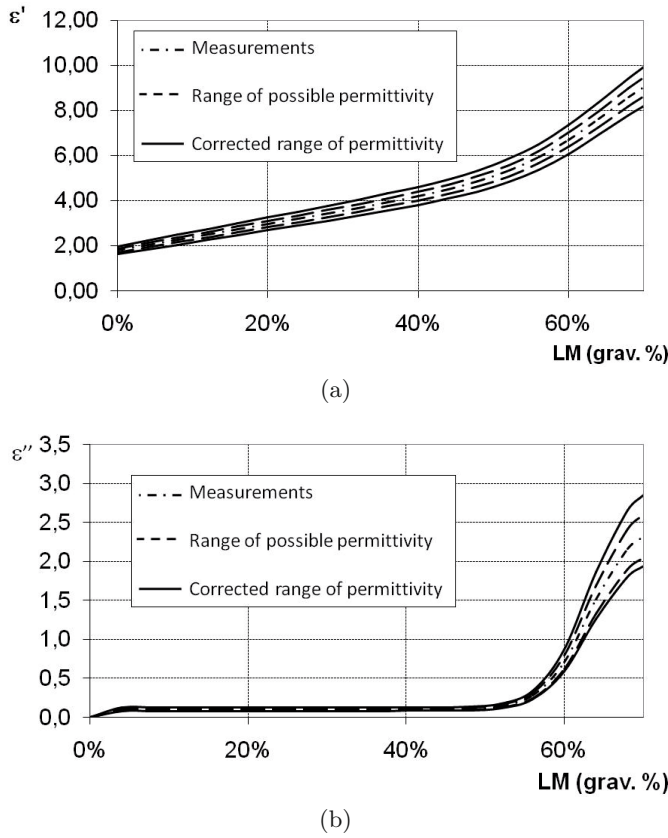 ε'
12,00
10,00
8,00
6,00
4,00
2,00
0,00
Measurements
Range of possible permittivity
Corrected range of permittivity
0%
20%
40%
60%
LM (grav. %)
(a)
ε''
3,5
3,0
2,5
2,0
1,5
1,0
0,5
0,0
Measurements
Range of possible permittivity
Corrected range of permittivity
0%
20%
40%
60%
LM (grav. %)
(b)